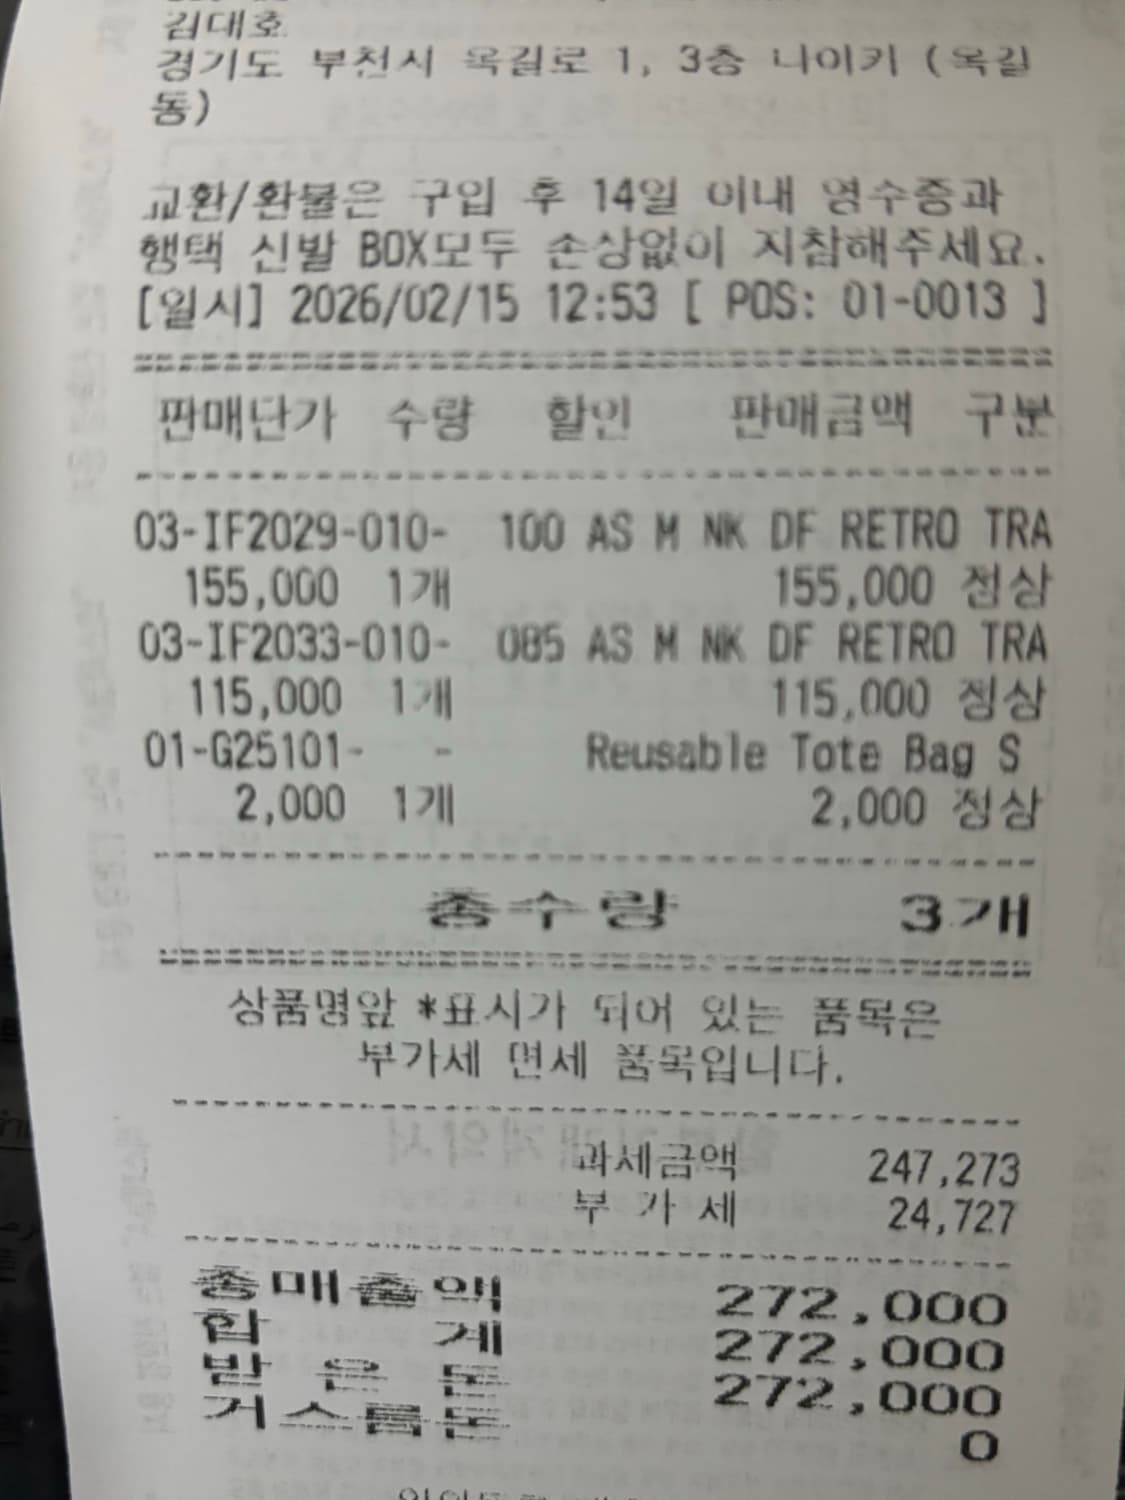 김대호
경기도 부천시 옥길로 1, 3층 나이키 (옥길
동)
교환/환불은 구입 후 14일 이내 영수증과
행택 신발 BOX모두 손상없이 지참해주세요.
[일시] 2026/02/15 12:53 [ POS: 01-0013 ]
판매단가 수량 할인 판매금액 구분
03-IF2029-010- 100 AS M NK DF RETRO TRA
155,000 1개 155,000 정상
03-IF2033-010- 085 AS M NK DF RETRO TRA
115,000 1개 115,000 정상
01-G25101- - Reusable Tote Bag S
2,000 1개 2,000 정상
총수량 3개
상품명앞 *표시가 되어 있는 품목은
부가세 면세 품목입니다.
과세금액 247,273
부 가 세 24,727
총매출액 272,000
합 계 272,000
받 은 돈 272,000
거스름돈 0